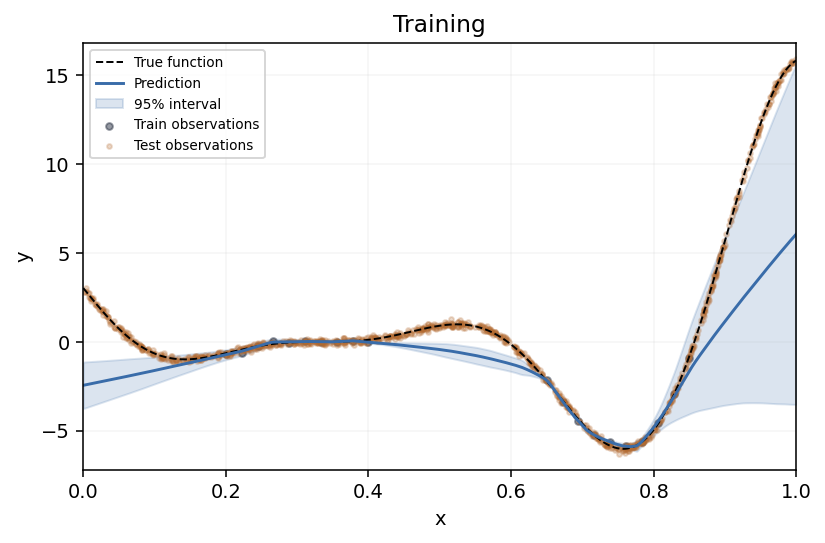 Training
True function
Prediction
95% interval
Train observations
Test observations
15
10
5
0
−5
y
0.0 0.2 0.4 0.6 0.8 1.0
x